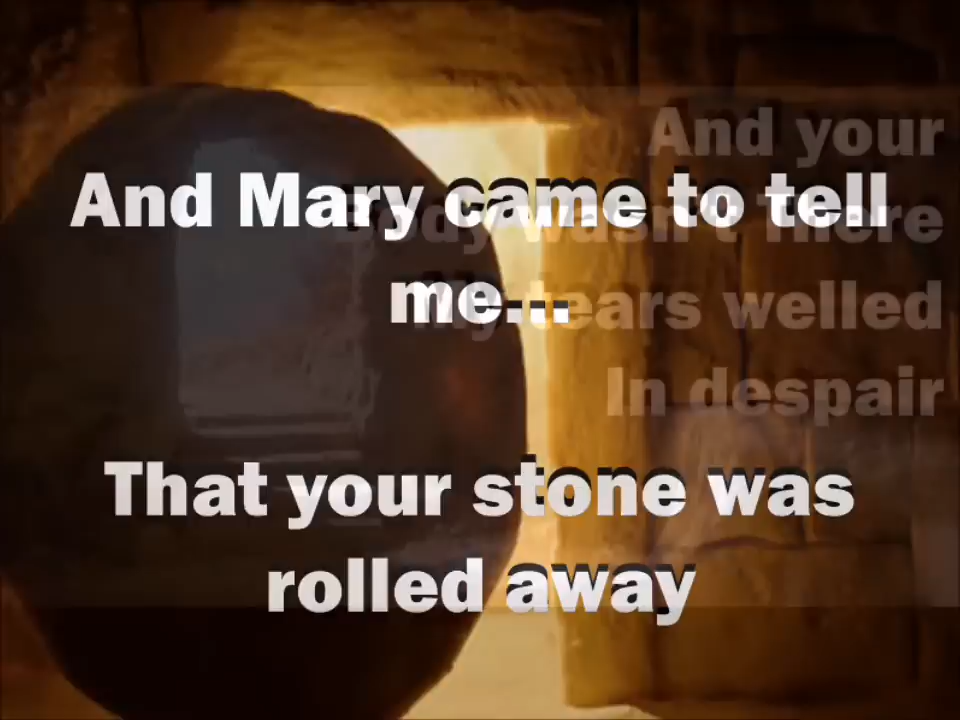 And Mary came to tell
me...
That your stone was
rolled away
And your
Body wasn't There
My tears welled
In despair